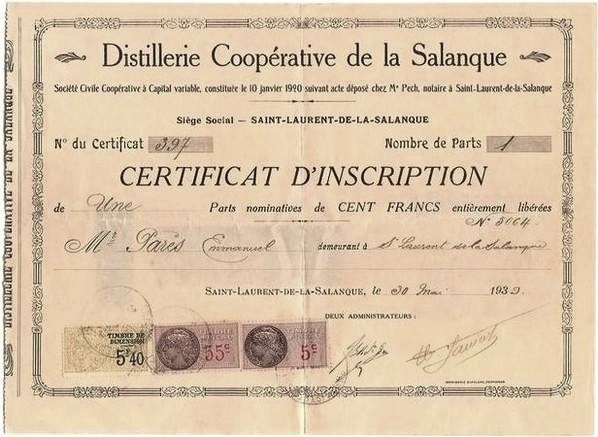 Distillerie Coopérative de la Salanque
Société Civile Coopérative à Capital variable, constituée le 10 janvier 1920 suivant acte déposé chez Me Pech, notaire à Saint-Laurent-de-la-Salanque
Siège Social — SAINT-LAURENT-DE-LA-SALANQUE
N° du Certificat 397 Nombre de Parts 1
CERTIFICAT D'INSCRIPTION
de Une Parts nominatives de CENT FRANCS entièrement libérées
N° 5064
Mr Parès Emmanuel demeurant à St Laurent de la Salanque
SAINT-LAURENT-DE-LA-SALANQUE, le 30 Mai 1939
DEUX ADMINISTRATEURS :
TIMBRE DE
DIMENSION
5f40
55c
5c